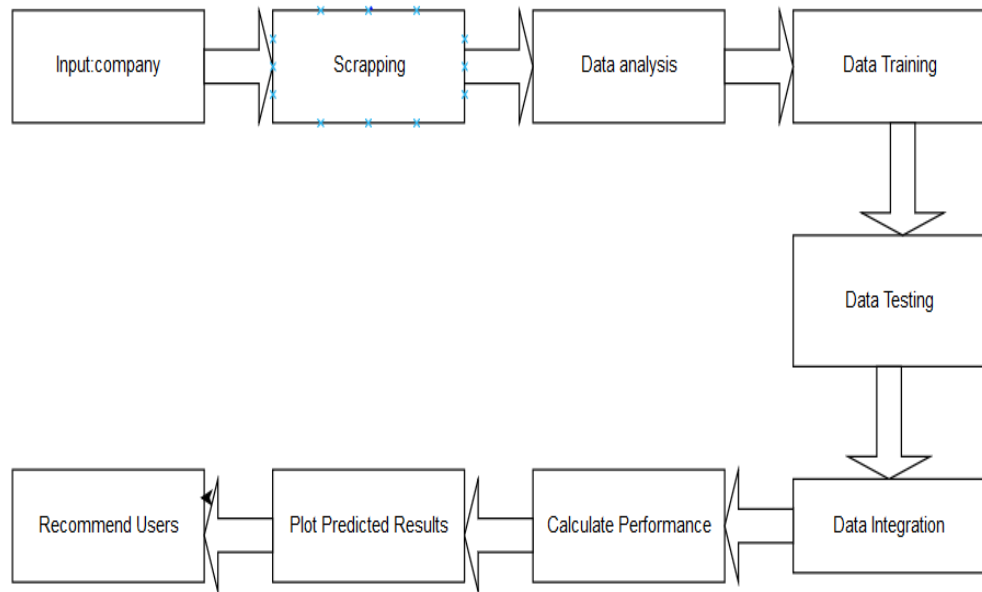 Input:company
Scrapping
Data analysis
Data Training
Data Testing
Data Integration
Calculate Performance
Plot Predicted Results
Recommend Users